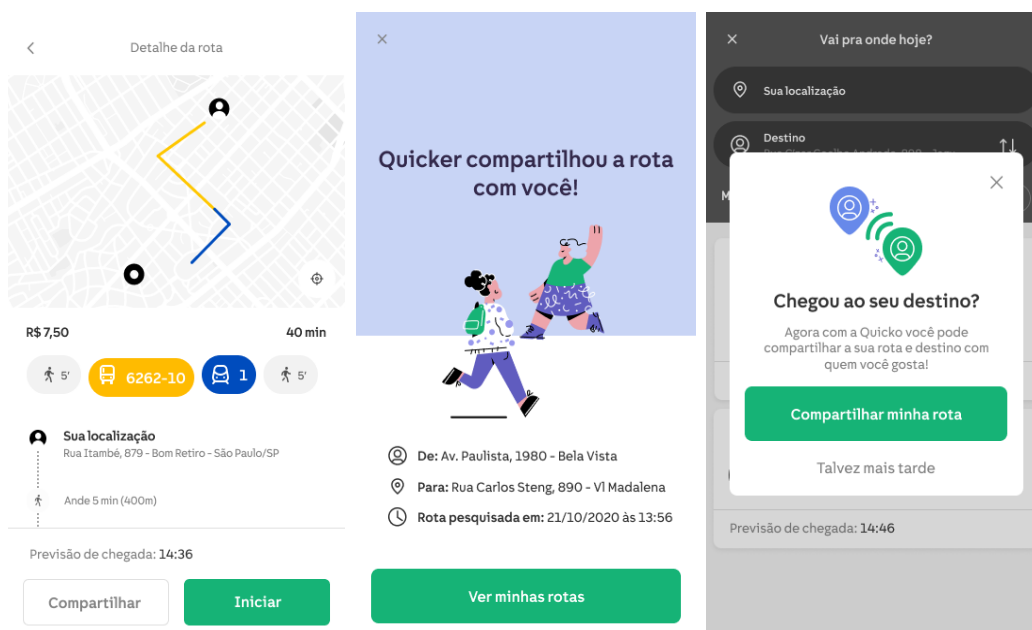 Detalhe da rota
R$ 7,50
40 min
5'
6262-10
1
5'
Sua localização
Rua Itambé, 879 - Bom Retiro - São Paulo/SP
Ande 5 min (400m)
Previsão de chegada: 14:36
Compartilhar
Iniciar
Quicker compartilhou a rota
com você!
De: Av. Paulista, 1980 - Bela Vista
Para: Rua Carlos Steng, 890 - Vl Madalena
Rota pesquisada em: 21/10/2020 às 13:56
Ver minhas rotas
Vai pra onde hoje?
Sua localização
Destino
Chegou ao seu destino?
Agora com a Quicko você pode
compartilhar a sua rota e destino com
quem você gosta!
Compartilhar minha rota
Talvez mais tarde
Previsão de chegada: 14:46